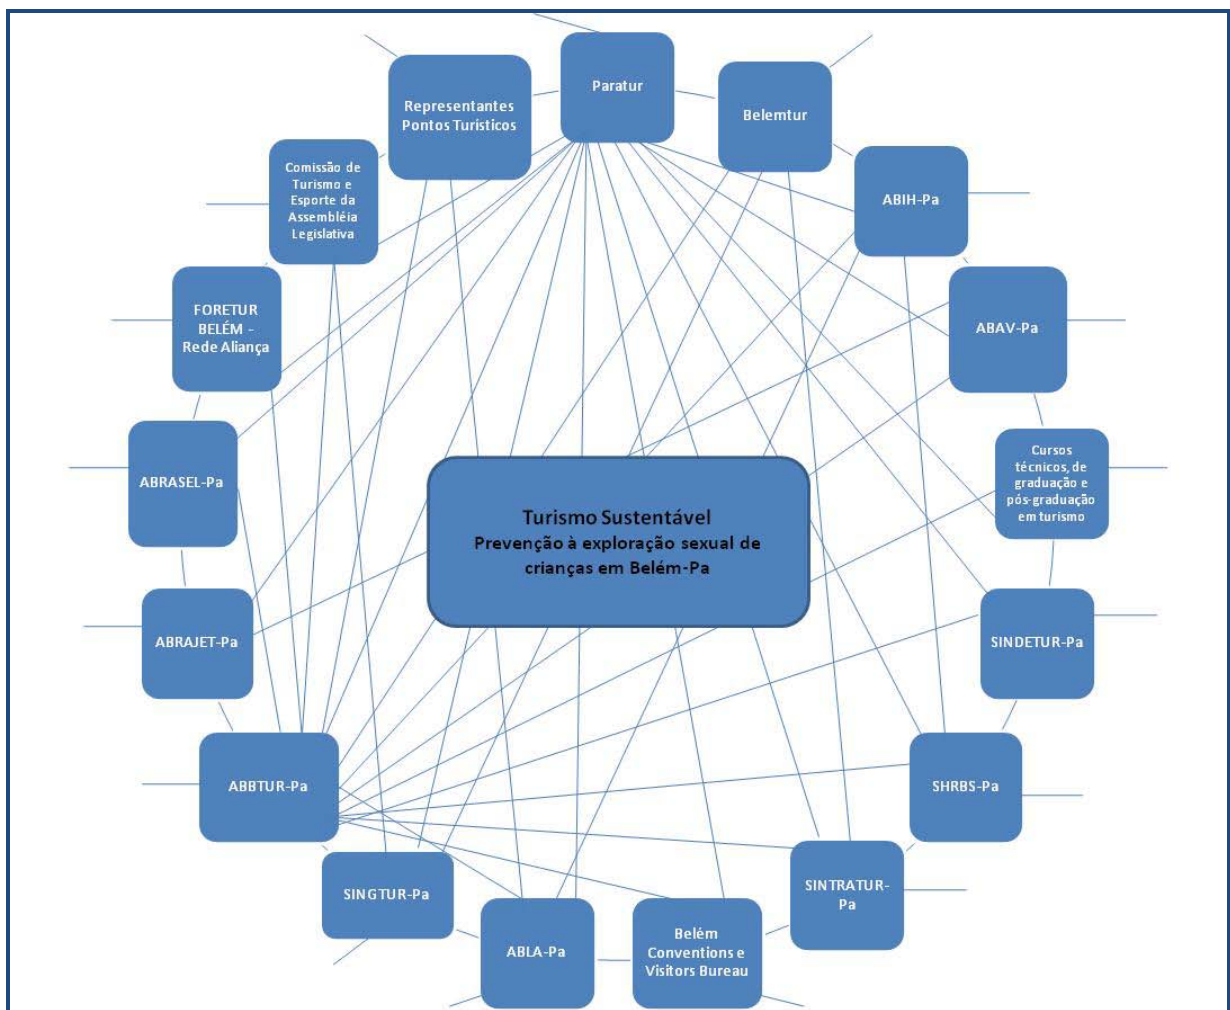 Paratur
Representantes
Pontos Turisticos
Belemtur
Comissão de
Turismo e
Esporte da
Assembléia
Legislativa
ABIH-Pa
FORETUR
BELÉM -
Rede Aliança
ABAV-Pa
ABRASEL-Pa
Cursos
técnicos, de
graduação e
pós-graduação
em turismo
Turismo Sustentável
Prevenção à exploração sexual de
crianças em Belém-Pa
ABRAJET-Pa
SINDETUR-Pa
ABBTUR-Pa
SHRBS-Pa
SINGTUR-Pa
SINTRATUR-
Pa
ABLA-Pa
Belém
Conventions e
Visitors Bureau